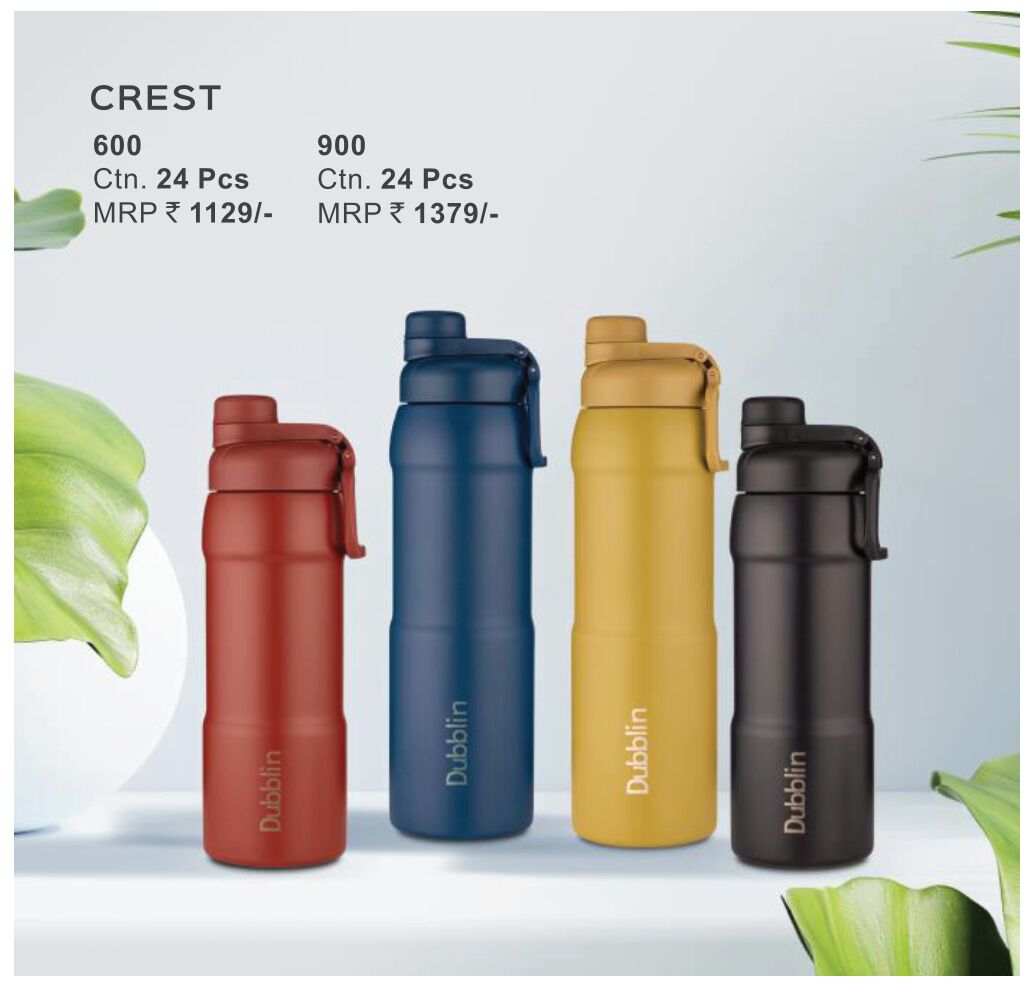 CREST
600
Ctn. 24 Pcs
MRP ₹ 1129/-
900
Ctn. 24 Pcs
MRP ₹ 1379/-
Dubblin
Dubblin
Dubblin
Dubblin